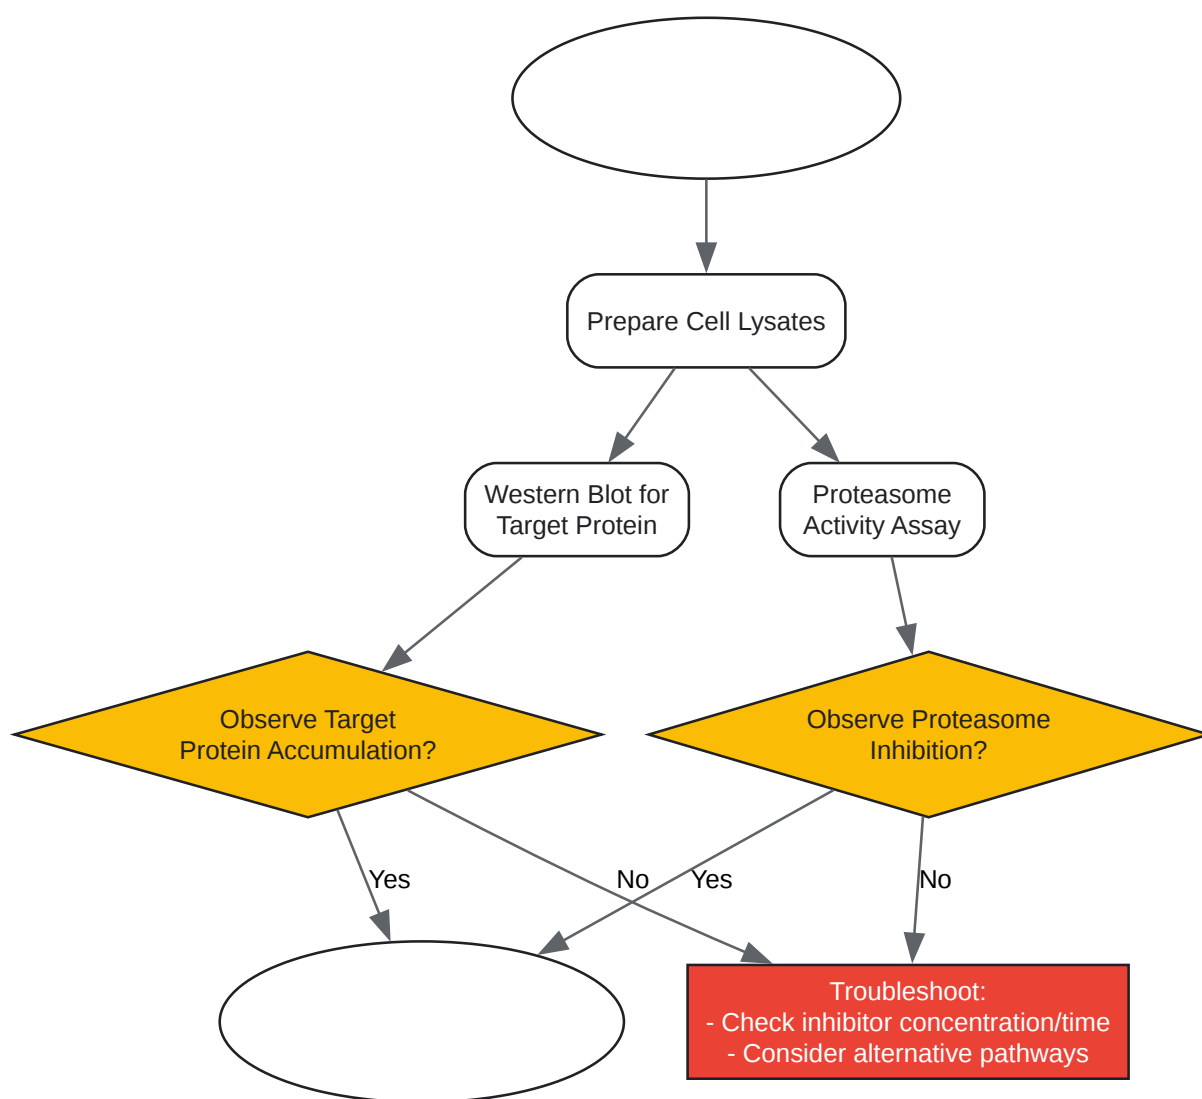 Prepare Cell Lysates
Western Blot for
Target Protein
Proteasome
Activity Assay
Observe Target
Protein Accumulation?
Observe Proteasome
Inhibition?
Yes
No
Yes
No
Troubleshoot:
- Check inhibitor concentration/time
- Consider alternative pathways